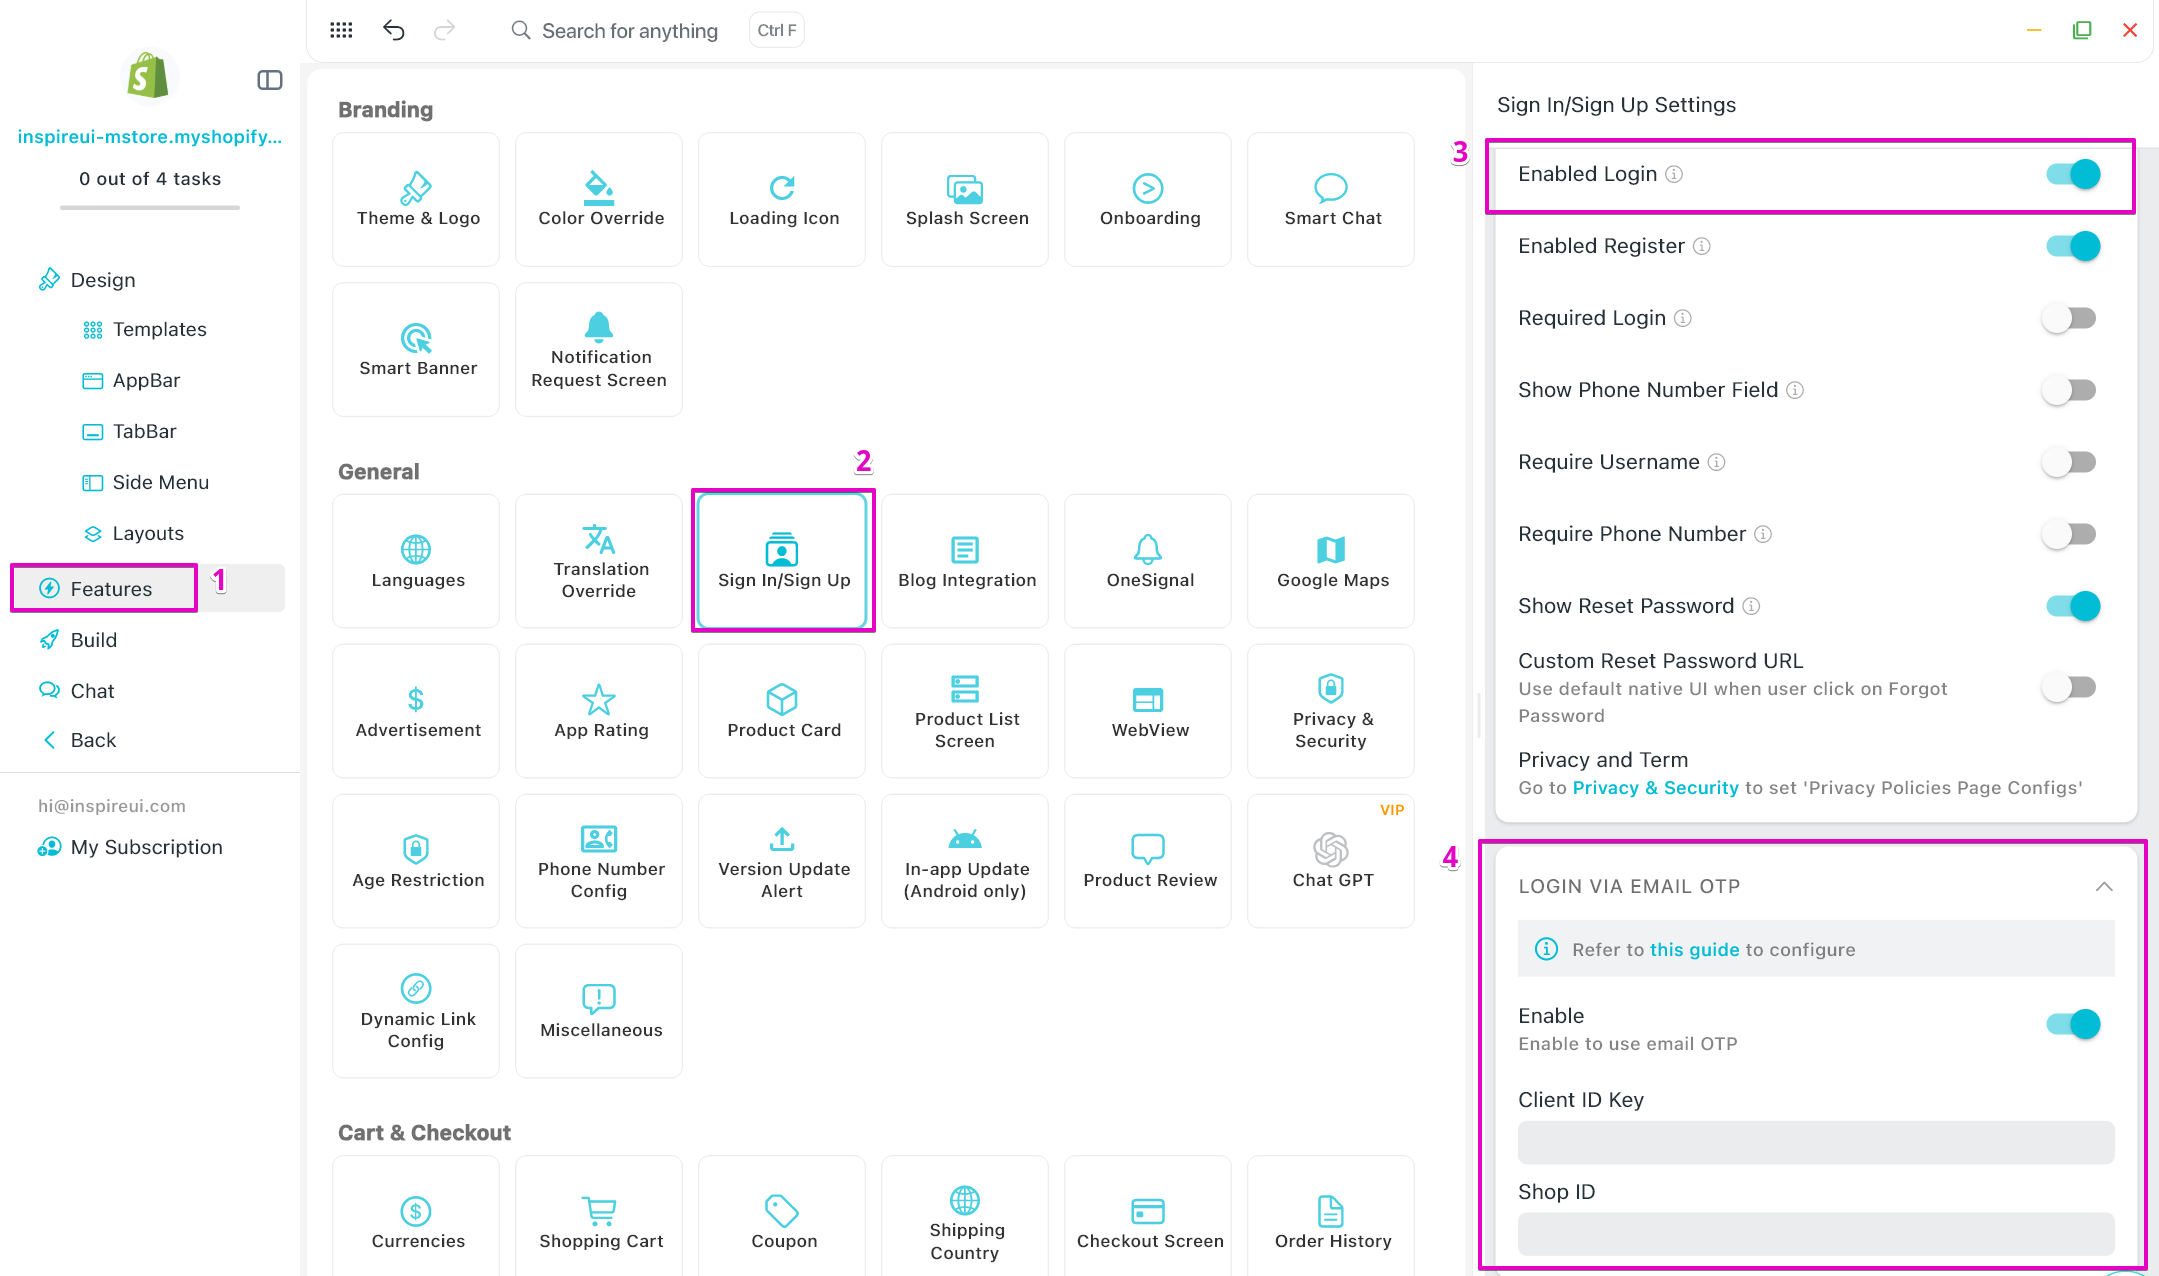 Search for anything
Ctrl F
inspireui-mstore.myshopify...
0 out of 4 tasks
Design
Templates
AppBar
TabBar
Side Menu
Layouts
Features
1
Build
Chat
Back
hi@inspireui.com
My Subscription
Branding
Theme & Logo
Color Override
Loading Icon
Splash Screen
Onboarding
Smart Chat
Smart Banner
Notification
Request Screen
General
2
Languages
Translation
Override
Sign In/Sign Up
Blog Integration
OneSignal
Google Maps
Advertisement
App Rating
Product Card
Product List
Screen
WebView
Privacy &
Security
Age Restriction
Phone Number
Config
Version Update
Alert
In-app Update
(Android only)
Product Review
VIP
Chat GPT
Dynamic Link
Config
Miscellaneous
Cart & Checkout
Currencies
Shopping Cart
Coupon
Shipping
Country
Checkout Screen
Order History
Sign In/Sign Up Settings
3
Enabled Login
Enabled Register
Required Login
Show Phone Number Field
Require Username
Require Phone Number
Show Reset Password
Custom Reset Password URL
Use default native UI when user click on Forgot
Password
Privacy and Term
Go to Privacy & Security to set 'Privacy Policies Page Configs'
4
LOGIN VIA EMAIL OTP
Refer to this guide to configure
Enable
Enable to use email OTP
Client ID Key
Shop ID